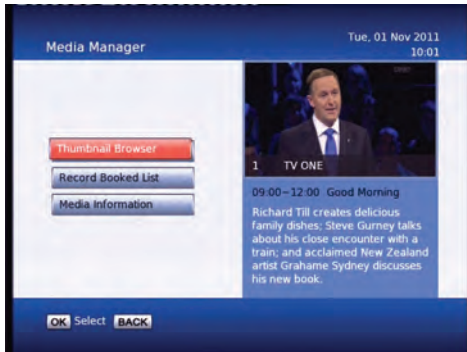 Media Manager
Tue, 01 Nov 2011
10:01
Thumbnail Browser
Record Booked List
Media Information
1 TV ONE
09:00−12:00 Good Morning
Richard Till creates delicious
family dishes; Steve Gurney talks
about his close encounter with a
train; and acclaimed New Zealand
artist Grahame Sydney discusses
his new book.
OK Select BACK